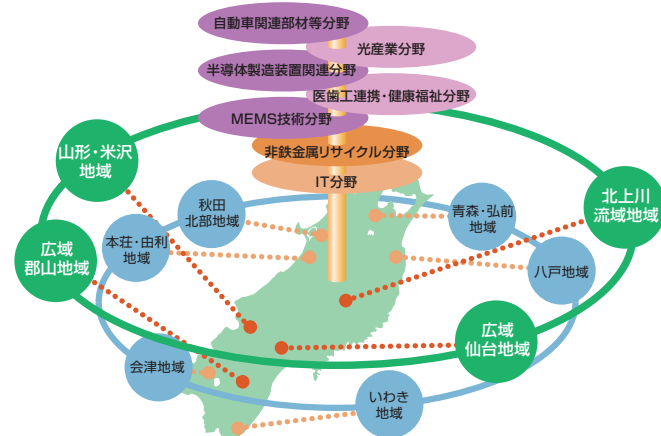 自動車関連部材等分野
光産業分野
半導体製造装置関連分野
医歯工連携・健康福祉分野
MEMS技術分野
非鉄金属リサイクル分野
IT分野
山形・米沢
地域
秋田
北部地域
青森・弘前
地域
北上川
流域地域
広域
郡山地域
本荘・由利
地域
八戸地域
広域
仙台地域
会津地域
いわき
地域